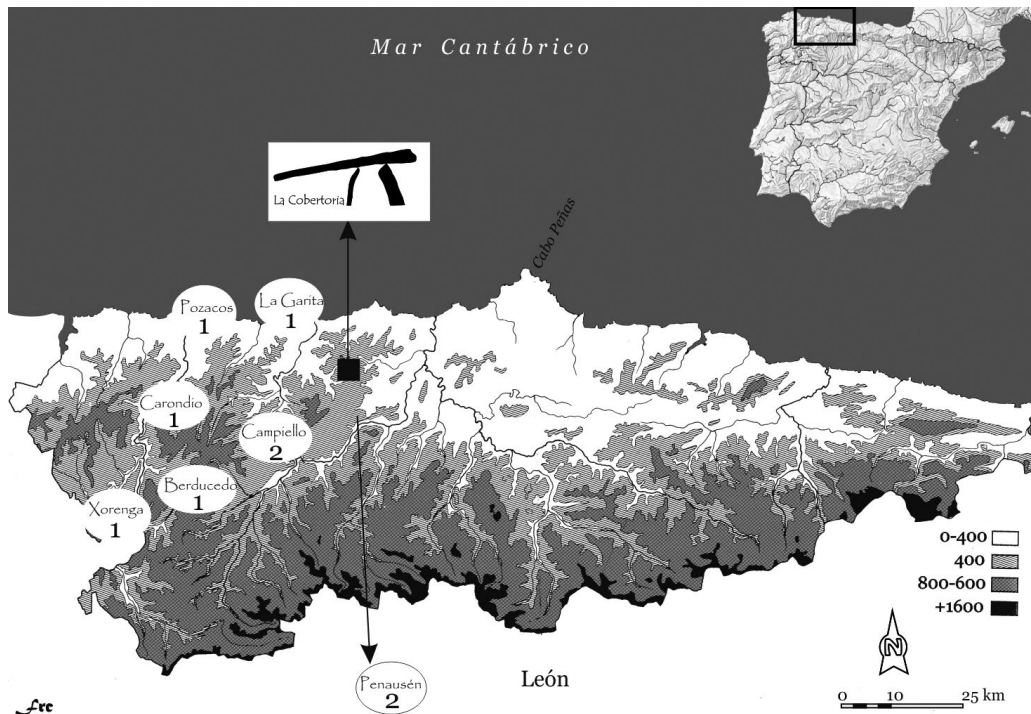 Mar Cantábrico
La Cobertoria
Cabo Peñas
Pozacos
1
La Garita
1
Carondio
1
Campiello
2
Berducedo
1
Xorenga
1
0-400
400
800-600
+1600
N
Penausén
2
León
0 10 25 km
frc